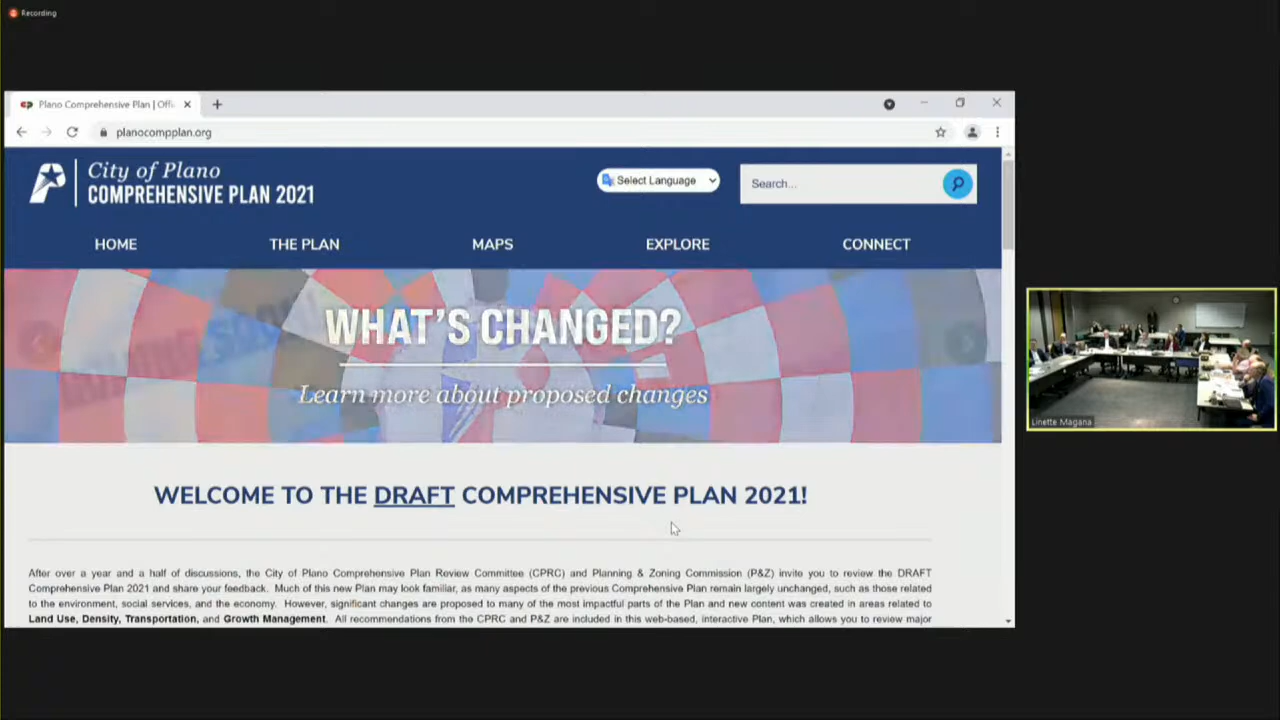 Recording
Plano Comprehensive Plan | Offi
planocompplan.org
City of Plano
COMPREHENSIVE PLAN 2021
Select Language
Search...
HOME
THE PLAN
MAPS
EXPLORE
CONNECT
WHAT'S CHANGED?
Learn more about proposed changes
WELCOME TO THE DRAFT COMPREHENSIVE PLAN 2021!
After over a year and a half of discussions, the City of Plano Comprehensive Plan Review Committee (CPRC) and Planning & Zoning Commission (P&Z) invite you to review the DRAFT
Comprehensive Plan 2021 and share your feedback. Much of this new Plan may look familiar, as many aspects of the previous Comprehensive Plan remain largely unchanged, such as those related
to the environment, social services, and the economy. However, significant changes are proposed to many of the most impactful parts of the Plan and new content was created in areas related to
Land Use, Density, Transportation, and Growth Management. All recommendations from the CPRC and P&Z are included in this web-based, interactive Plan, which allows you to review major
Linette Magana